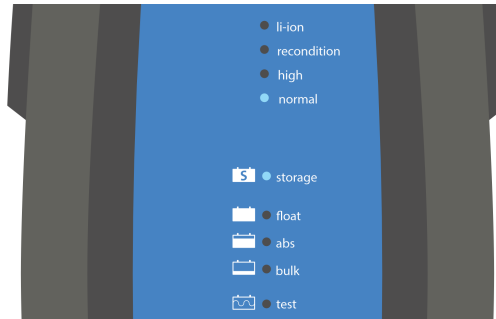 li-ion
recondition
high
normal
S storage
float
abs
bulk
test